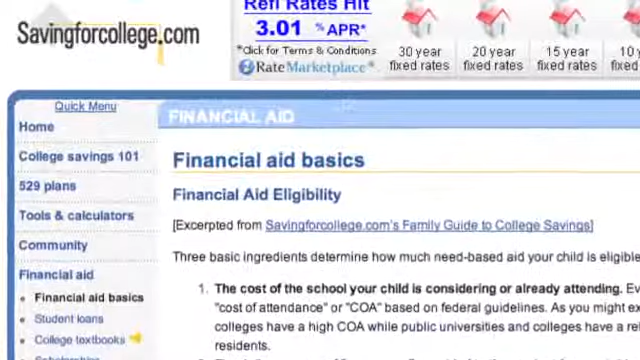 Refi Rates Hit
3.01 % APR*
*Click for Terms & Conditions
RateMarketplace
30 year
fixed rates
20 year
fixed rates
15 year
fixed rates
fixed
Savingforcollege.com
Quick Menu
Home
College savings 101
529 plans
Tools & calculators
Community
Financial aid
Financial aid basics
Student loans
College textbooks
FINANCIAL AID
Financial aid basics
Financial Aid Eligibility
[Excerpted from Savingforcollege.com's Family Guide to College Savings]
Three basic ingredients determine how much need-based aid your child is eligible
1. The cost of the school your child is considering or already attending.
"cost of attendance" or "COA" based on federal guidelines. As you might
colleges have a high COA while public universities and colleges have a
residents.